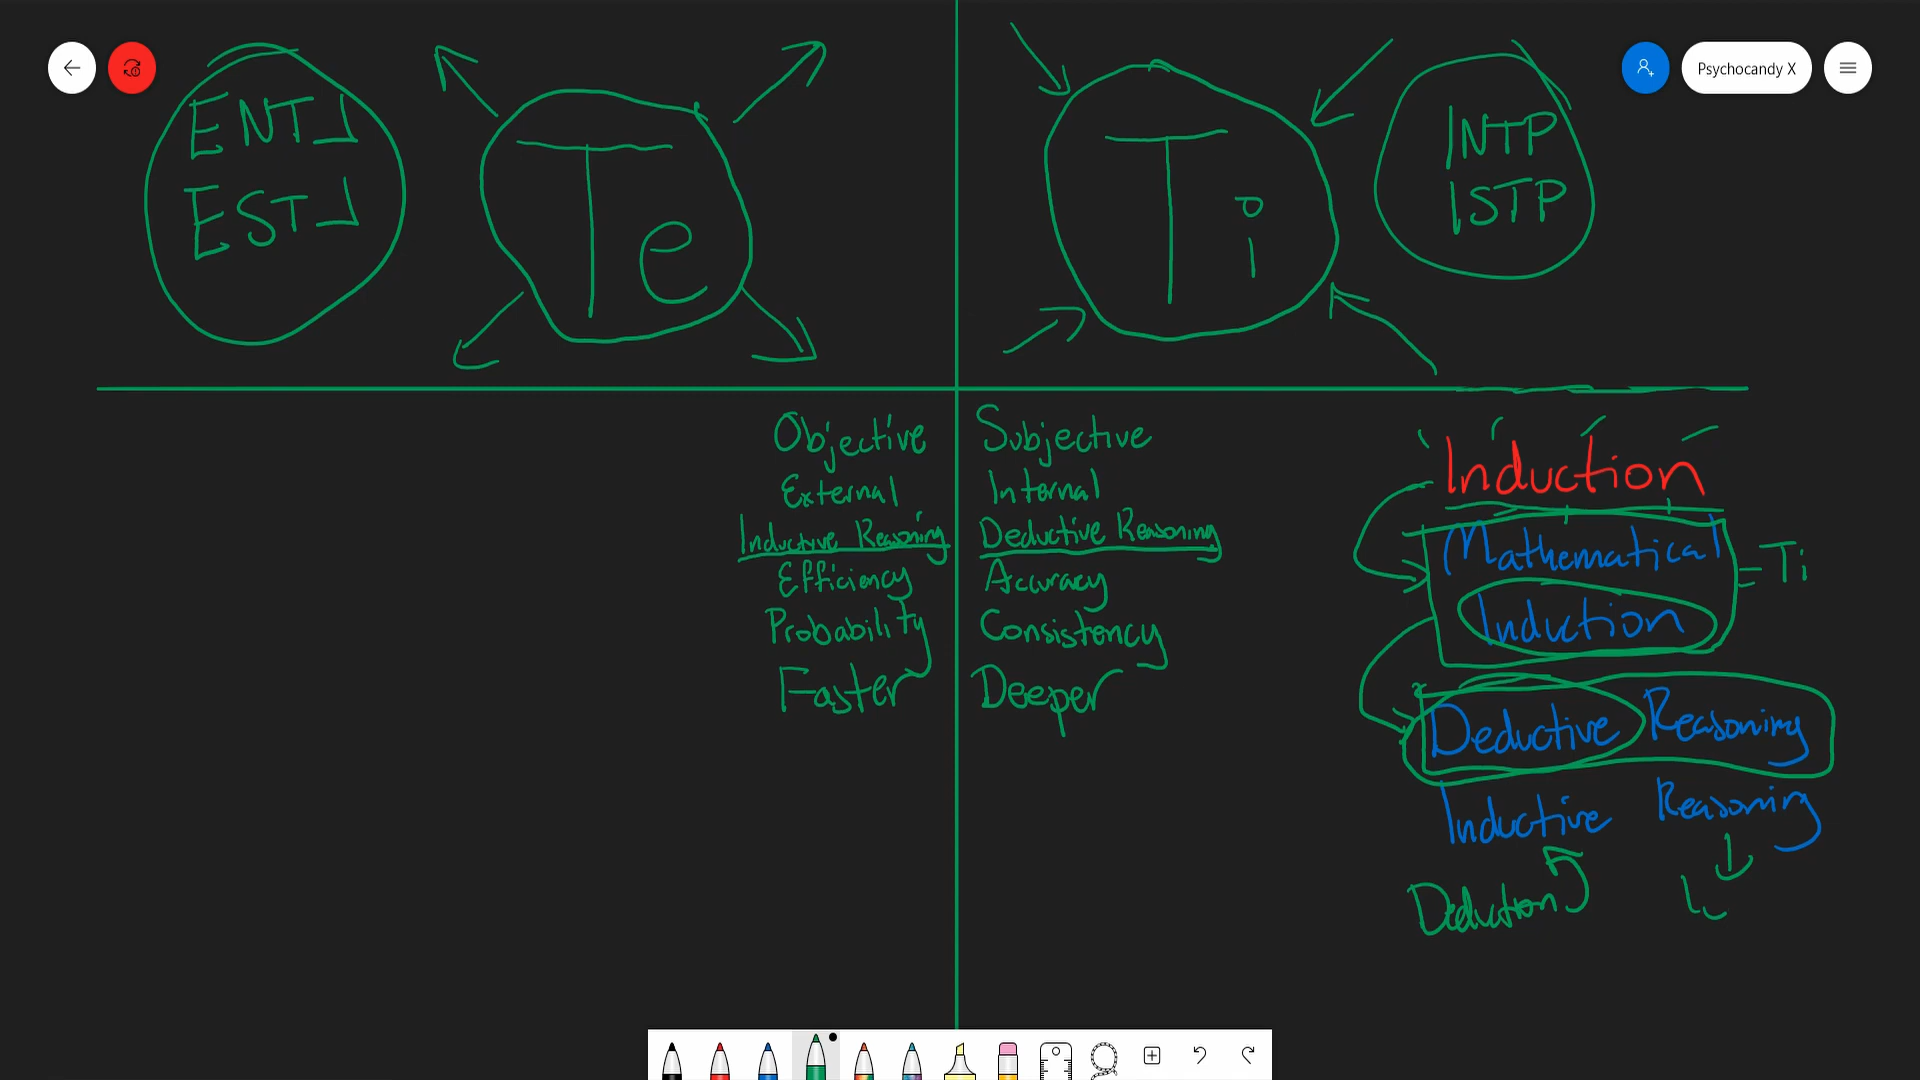 Psychocandy X
ENTJ
ESTJ
Te
Ti
INTP
ISTP
Objective
External
Inductive Reasoning
Efficiency
Probability
Faster
Subjective
Internal
Deductive Reasoning
Accuracy
Consistency
Deeper
Induction
Mathematical
Induction
= Ti
Deductive Reasoning
Inductive Reasoning
Deduction